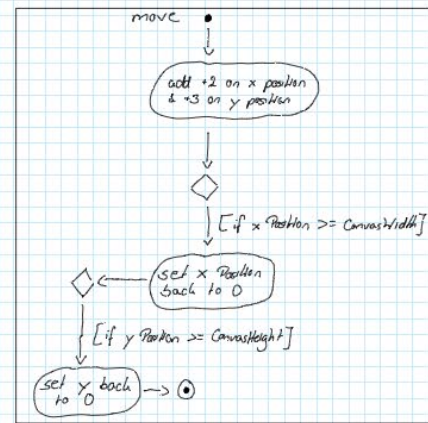 move
add +2 on x position
& +3 on y position
[if x Position >= CanvasWidth]
set x Position
back to 0
[if y Position >= CanvasHeight]
set y back
to 0